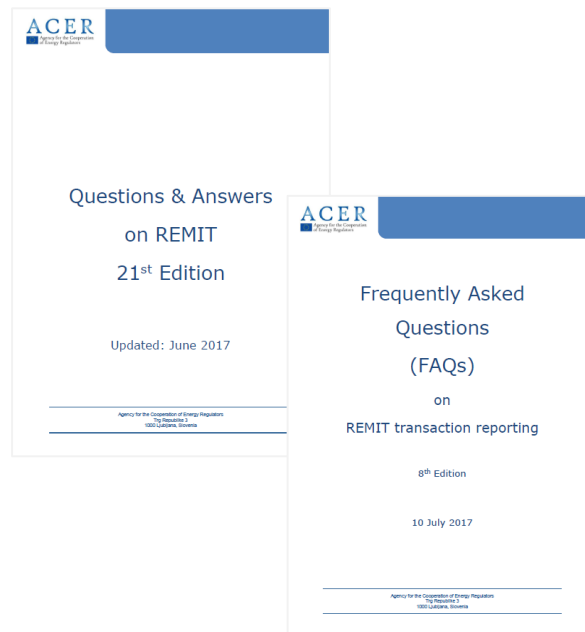 ACER
Agency for the Cooperation
of Energy Regulators
Questions & Answers
on REMIT
21st Edition
Updated: June 2017
Agency for the Cooperation of Energy Regulators
Trg Republike 3
1000 Ljubljana, Slovenia
ACER
Agency for the Cooperation
of Energy Regulators
Frequently Asked
Questions
(FAQs)
on
REMIT transaction reporting
8th Edition
10 July 2017
Agency for the Cooperation of Energy Regulators
Trg Republike 3
1000 Ljubljana, Slovenia